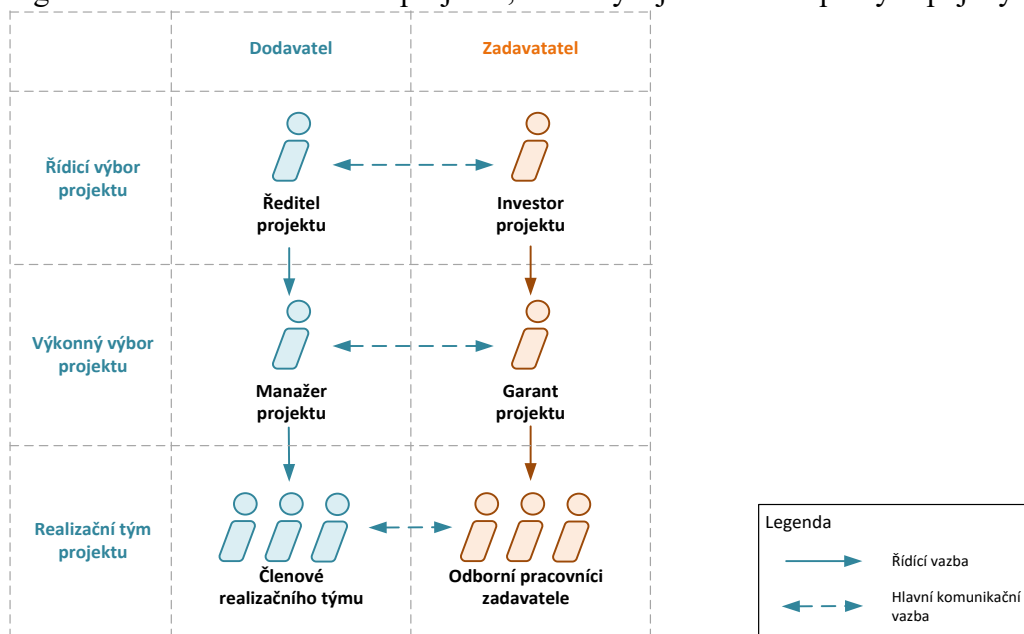 Dodavatel
Zadavatatel
Řídicí výbor
projektu
Ředitel
projektu
Investor
projektu
Výkonný výbor
projektu
Manažer
projektu
Garant
projektu
Realizační tým
projektu
Členové
realizačního týmu
Odborní pracovníci
zadavatele
Legenda
Řídící vazba
Hlavní komunikační
vazba